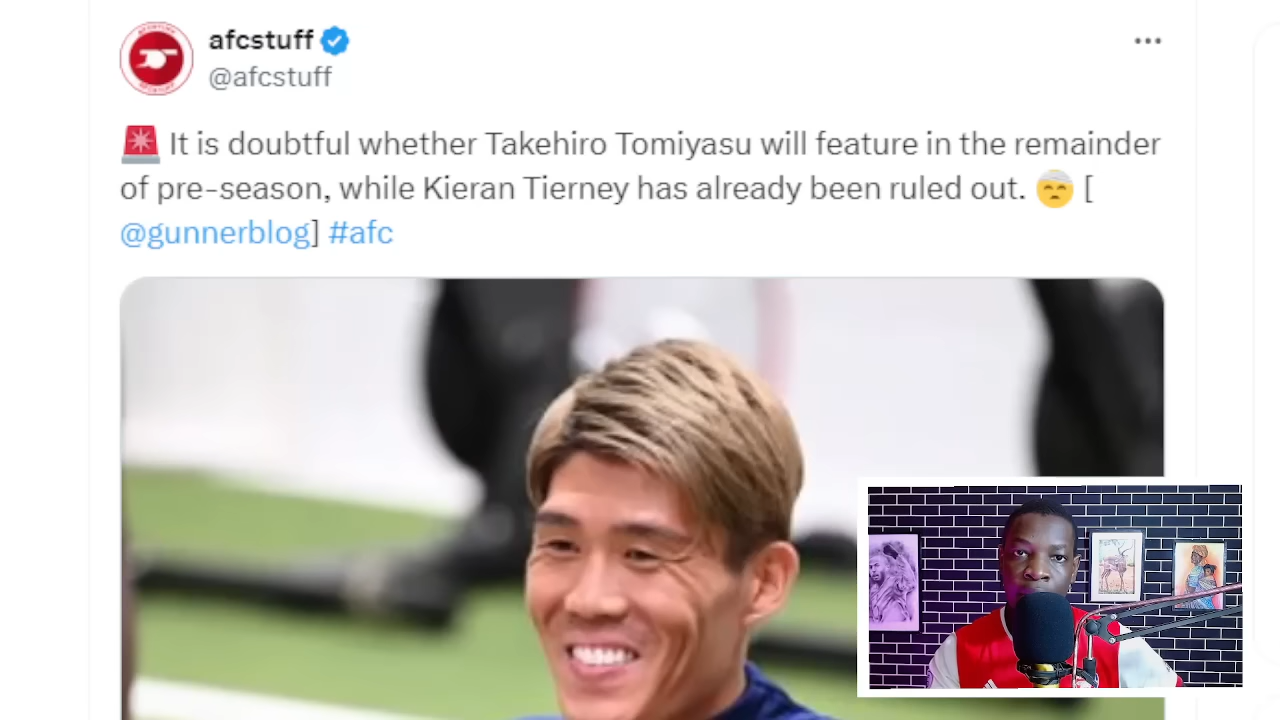 afcstuff
@afcstuff
🚨 It is doubtful whether Takehiro Tomiyasu will feature in the remainder
of pre-season, while Kieran Tierney has already been ruled out. 🤕 [
@gunnerblog] #afc